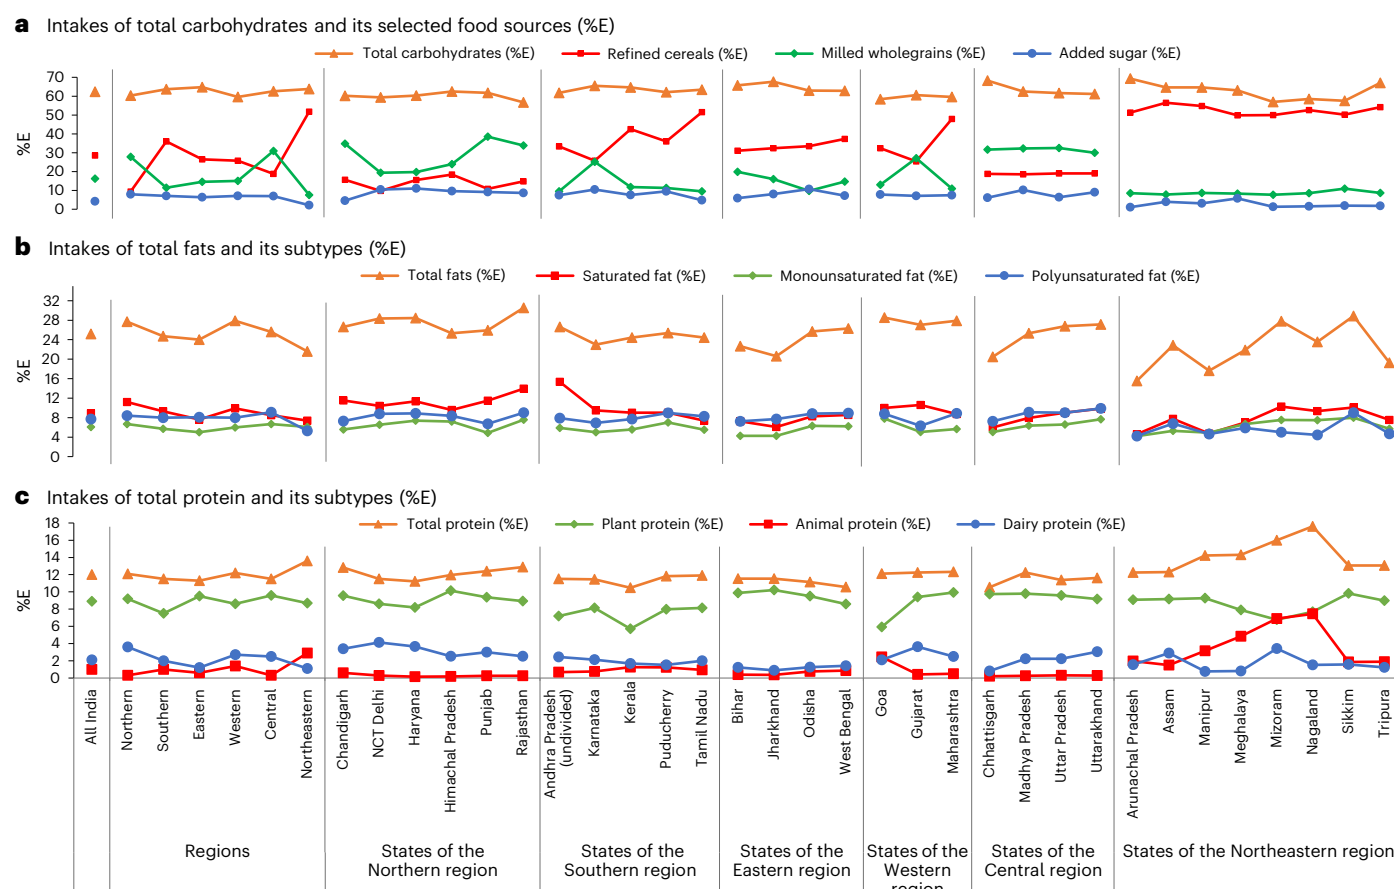 a Intakes of total carbohydrates and its selected food sources (%E)
Total carbohydrates (%E) Refined cereals (%E) Milled wholegrains (%E) Added sugar (%E)
70
60
50
40
30
20
10
0
%E
b Intakes of total fats and its subtypes (%E)
Total fats (%E) Saturated fat (%E) Monounsaturated fat (%E) Polyunsaturated fat (%E)
32
28
24
20
16
12
8
4
0
%E
c Intakes of total protein and its subtypes (%E)
Total protein (%E) Plant protein (%E) Animal protein (%E) Dairy protein (%E)
18
16
14
12
10
8
6
4
2
0
%E
All India
Northern
Southern
Eastern
Western
Central
Northeastern
Chandigarh
NCT Delhi
Haryana
Himachal Pradesh
Punjab
Rajasthan
Andhra Pradesh
(undivided)
Karnataka
Kerala
Puducherry
Tamil Nadu
Bihar
Jharkhand
Odisha
West Bengal
Goa
Gujarat
Maharashtra
Chhattisgarh
Madhya Pradesh
Uttar Pradesh
Uttarakhand
Arunachal Pradesh
Assam
Manipur
Meghalaya
Mizoram
Nagaland
Sikkim
Tripura
Regions
States of the
Northern region
States of the
Southern region
States of the
Eastern region
States of the
Western
region
States of the
Central region
States of the Northeastern region